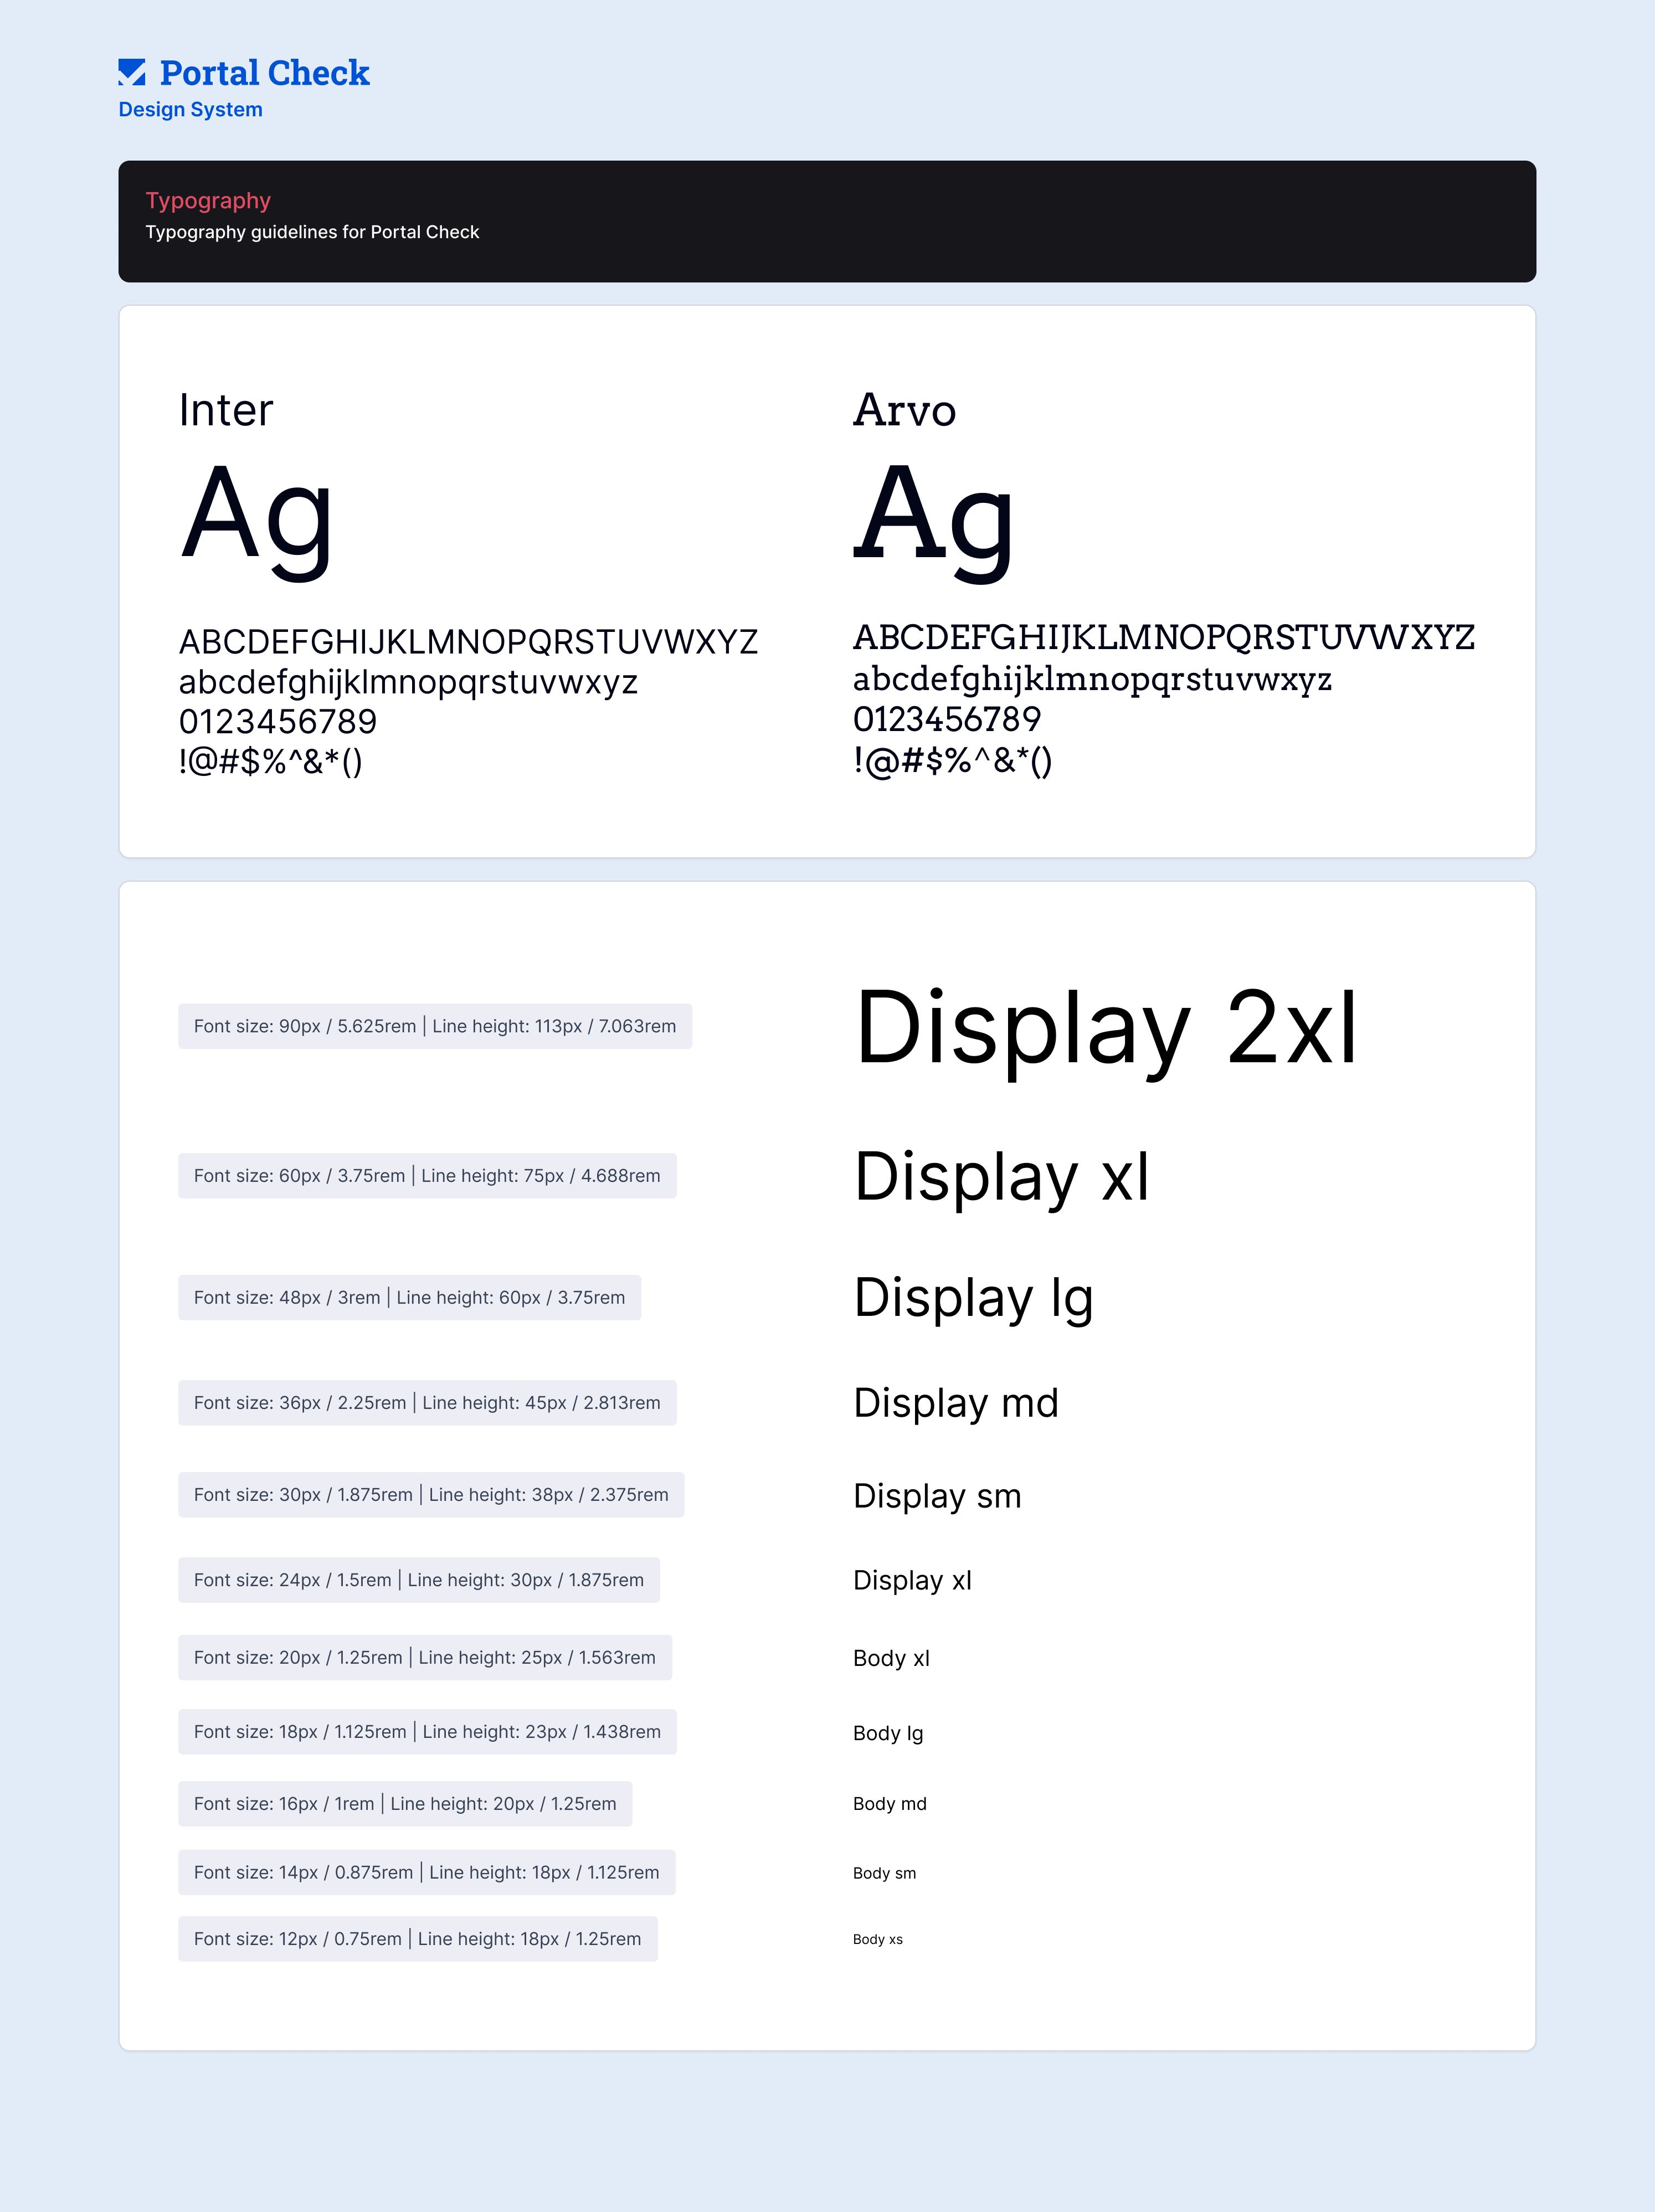 Portal Check
Design System
Typography
Typography guidelines for Portal Check
Inter
Ag
ABCDEFGHIJKLMNOPQRSTUVWXYZ
abcdefghijklmnopqrstuvwxyz
0123456789
!@#$%^&*()
Arvo
Ag
ABCDEFGHIJKLMNOPQRSTUVWXYZ
abcdefghijklmnopqrstuvwxyz
0123456789
!@#$%^&*()
Font size: 90px / 5.625rem | Line height: 113px / 7.063rem
Display 2xl
Font size: 60px / 3.75rem | Line height: 75px / 4.688rem
Display xl
Font size: 48px / 3rem | Line height: 60px / 3.75rem
Display lg
Font size: 36px / 2.25rem | Line height: 45px / 2.813rem
Display md
Font size: 30px / 1.875rem | Line height: 38px / 2.375rem
Display sm
Font size: 24px / 1.5rem | Line height: 30px / 1.875rem
Display xl
Font size: 20px / 1.25rem | Line height: 25px / 1.563rem
Body xl
Font size: 18px / 1.125rem | Line height: 23px / 1.438rem
Body lg
Font size: 16px / 1rem | Line height: 20px / 1.25rem
Body md
Font size: 14px / 0.875rem | Line height: 18px / 1.125rem
Body sm
Font size: 12px / 0.75rem | Line height: 18px / 1.25rem
Body xs